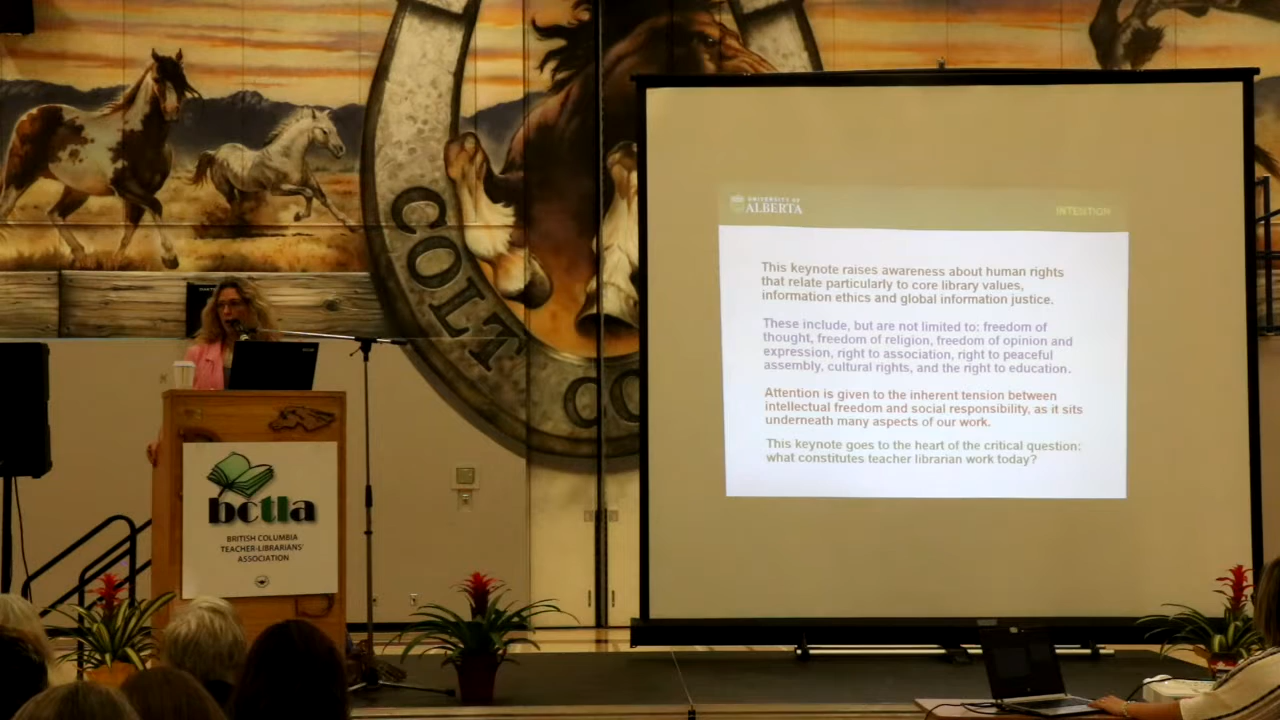 COLT
CO
UNIVERSITY OF
ALBERTA
INTENTION
This keynote raises awareness about human rights
that relate particularly to core library values,
information ethics and global information justice.
These include, but are not limited to: freedom of
thought, freedom of religion, freedom of opinion and
expression, right to association, right to peaceful
assembly, cultural rights, and the right to education.
Attention is given to the inherent tension between
intellectual freedom and social responsibility, as it sits
underneath many aspects of our work.
This keynote goes to the heart of the critical question:
what constitutes teacher librarian work today?
bctla
BRITISH COLUMBIA
TEACHER-LIBRARIANS'
ASSOCIATION